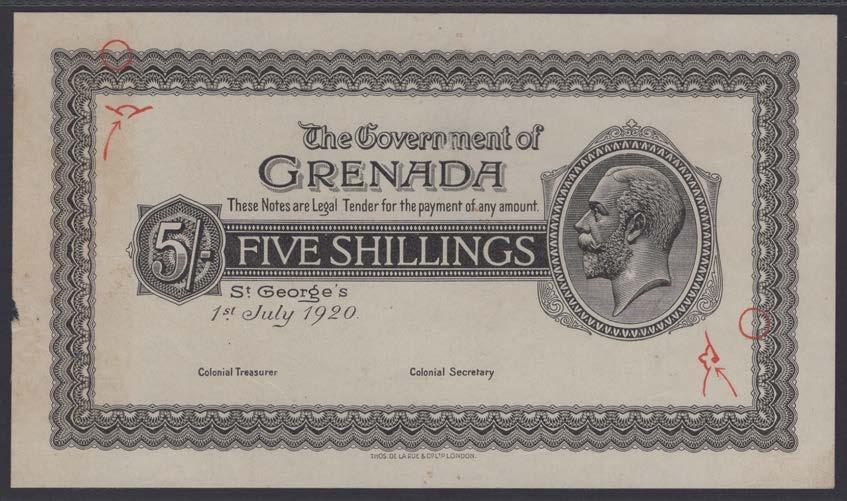 The Government of
GRENADA
These Notes are Legal Tender for the payment of any amount.
5/-
FIVE SHILLINGS
St. George's
1st. July 1920.
Colonial Treasurer
Colonial Secretary
THOS. DE LA RUE & CO. LTD. LONDON.